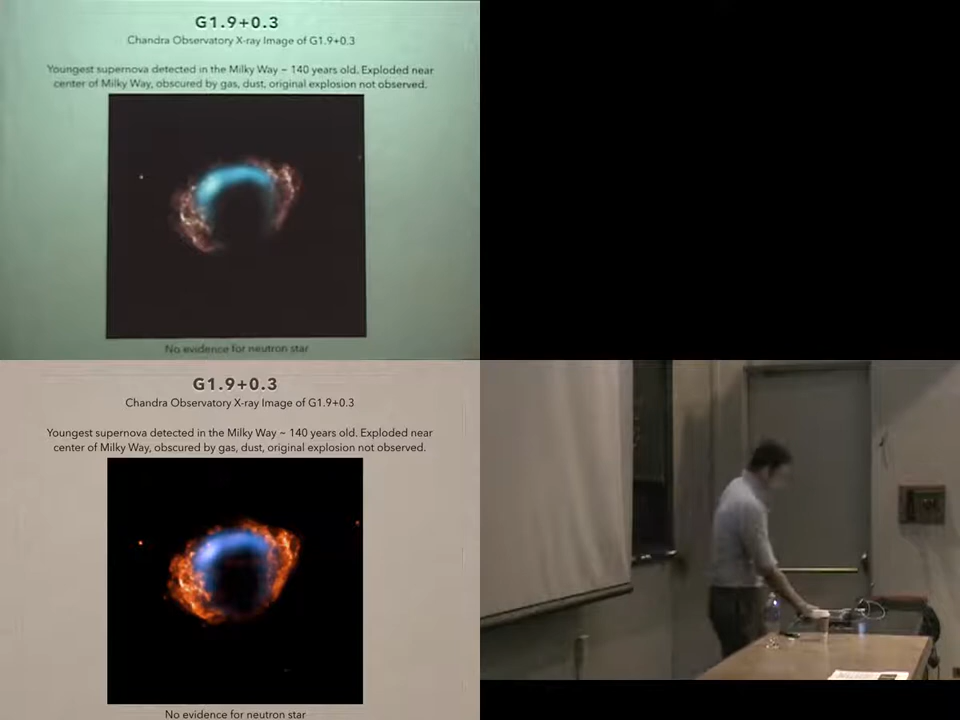 G1.9+0.3
Chandra Observatory X-ray Image of G1.9+0.3
Youngest supernova detected in the Milky Way ~ 140 years old. Exploded near
center of Milky Way, obscured by gas, dust, original explosion not observed.
No evidence for neutron star
G1.9+0.3
Chandra Observatory X-ray Image of G1.9+0.3
Youngest supernova detected in the Milky Way ~ 140 years old. Exploded near
center of Milky Way, obscured by gas, dust, original explosion not observed.
No evidence for neutron star